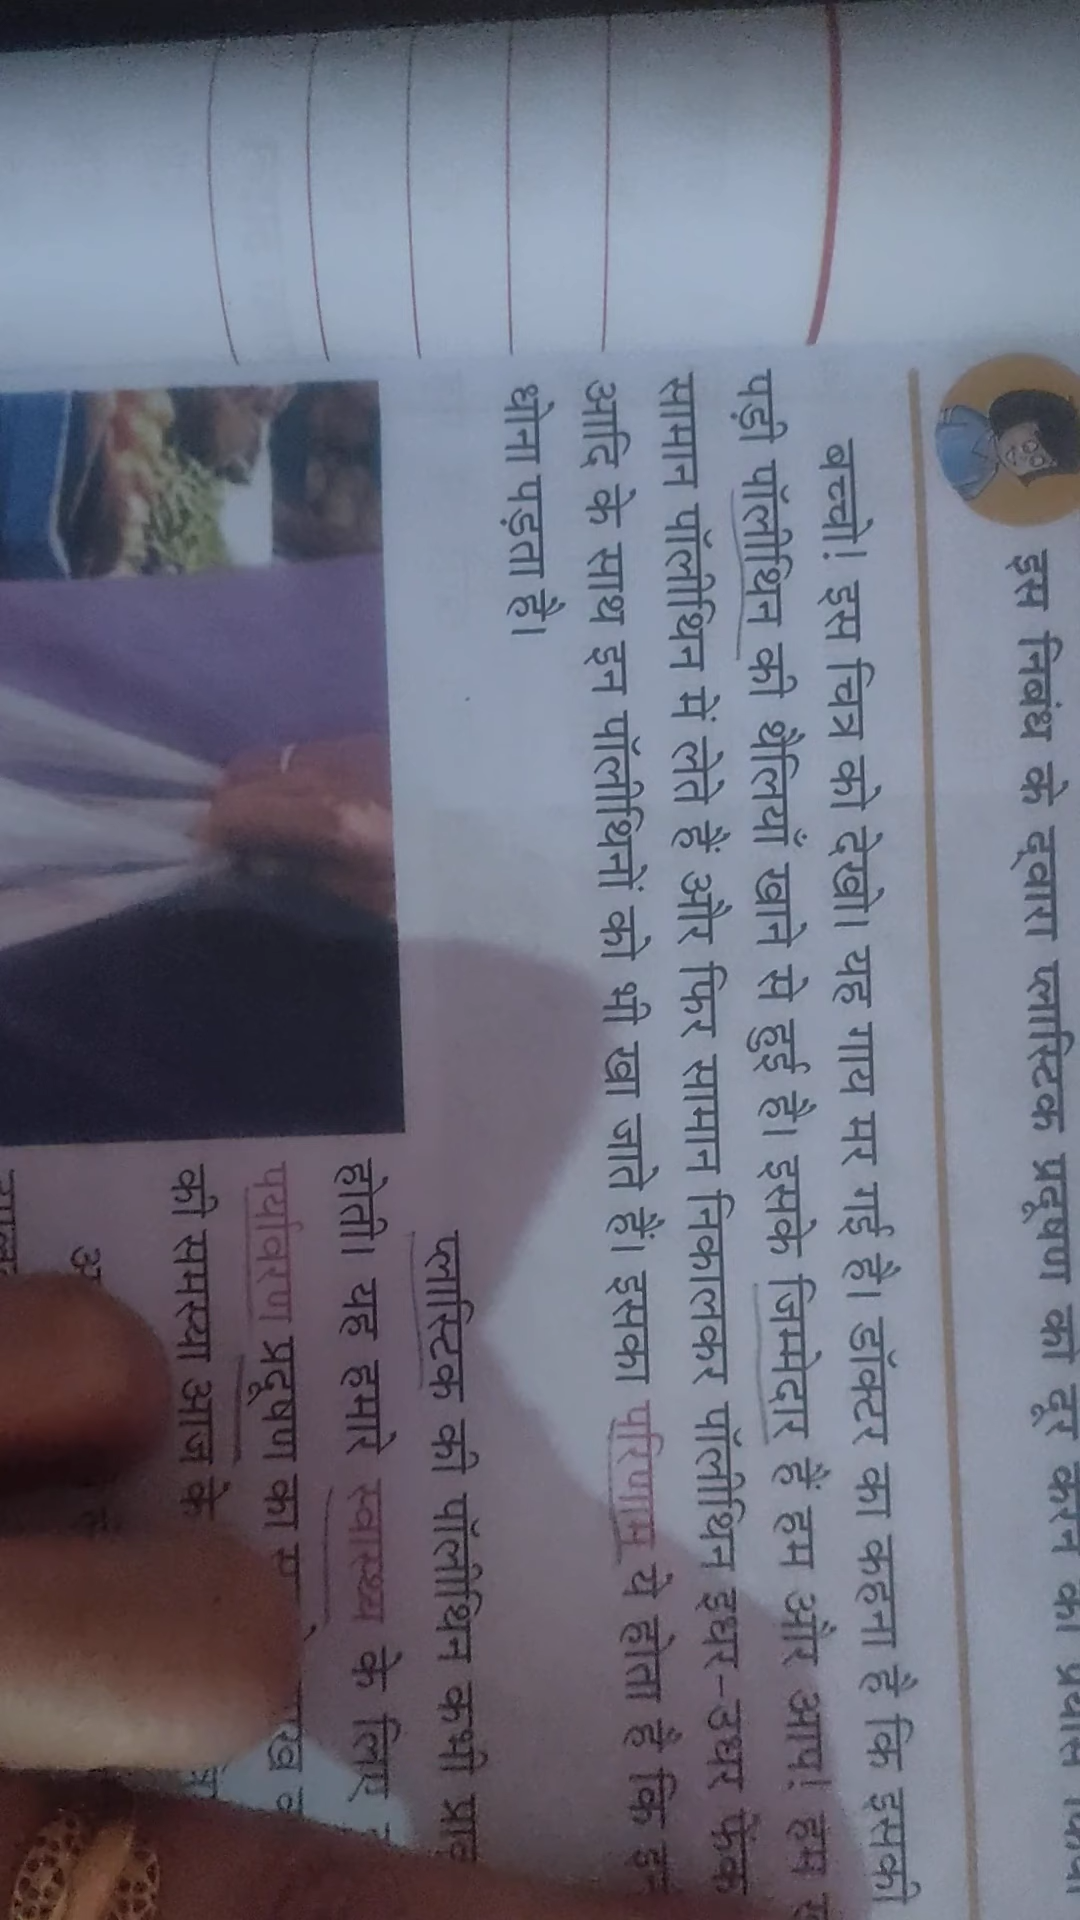 इस निबंध के द्वारा प्लास्टिक प्रदूषण को दूर करने का प्रयास किया
बच्चो! इस चित्र को देखो। यह गाय मर गई है। डॉक्टर का कहना है कि इसकी
पड़ी पॉलीथिन की थैलियाँ खाने से हुई है। इसके जिम्मेदार हैं हम और आप! हम
सामान पॉलीथिन में लेते हैं और फिर सामान निकालकर पॉलीथिन इधर-उधर फेंक
आदि के साथ इन पॉलीथिनों को भी खा जाते हैं। इसका परिणाम ये होता है कि
धोना पड़ता है।
प्लास्टिक की पॉलीथिन कभी
होती। यह हमारे स्वास्थ्य के लिए
पर्यावरण प्रदूषण का
की समस्या आज के